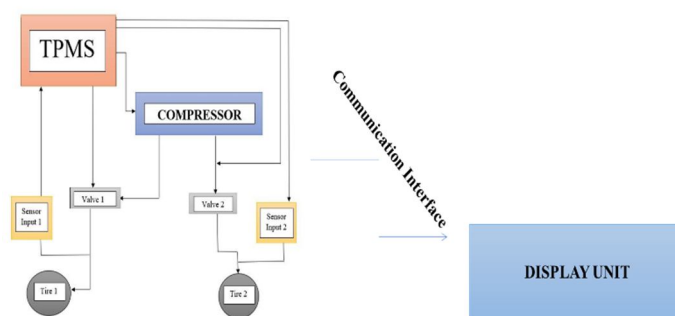 TPMS
COMPRESSOR
Communication Interface
Valve 1
Valve 2
Sensor
Input 1
Sensor
Input 2
Tire 1
Tire 2
DISPLAY UNIT